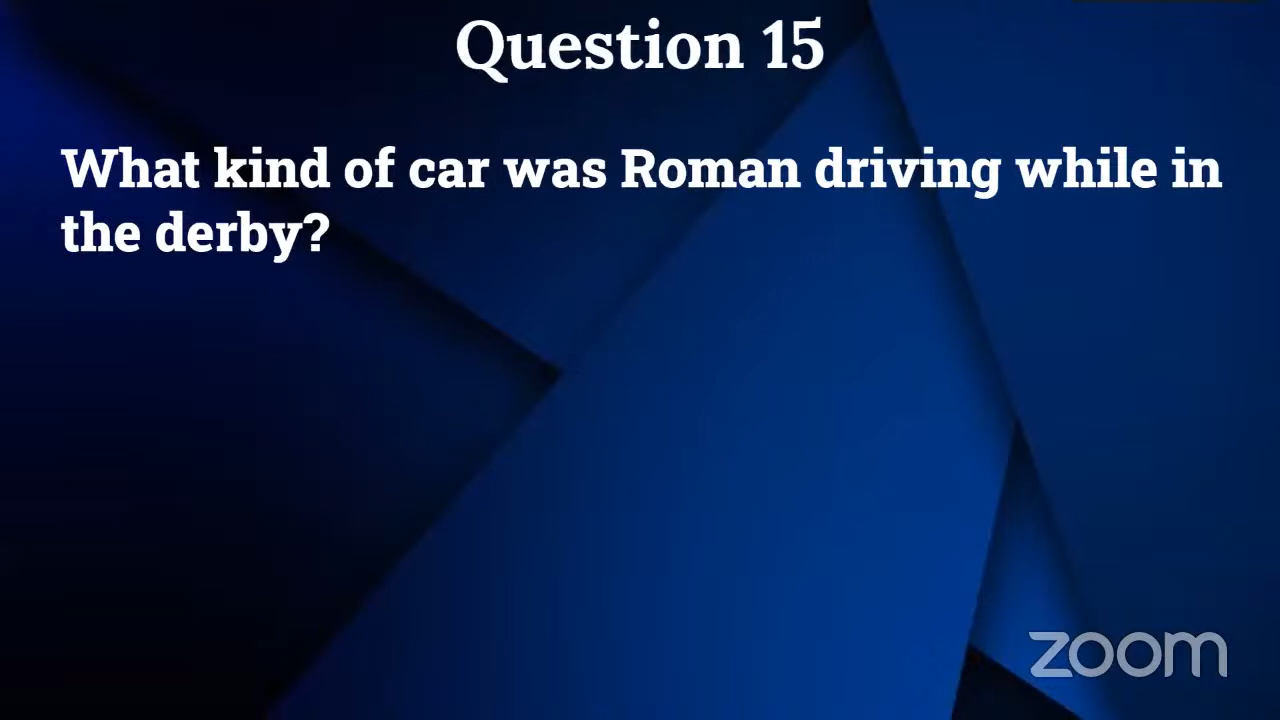 Question 15
What kind of car was Roman driving while in
the derby?
zoom